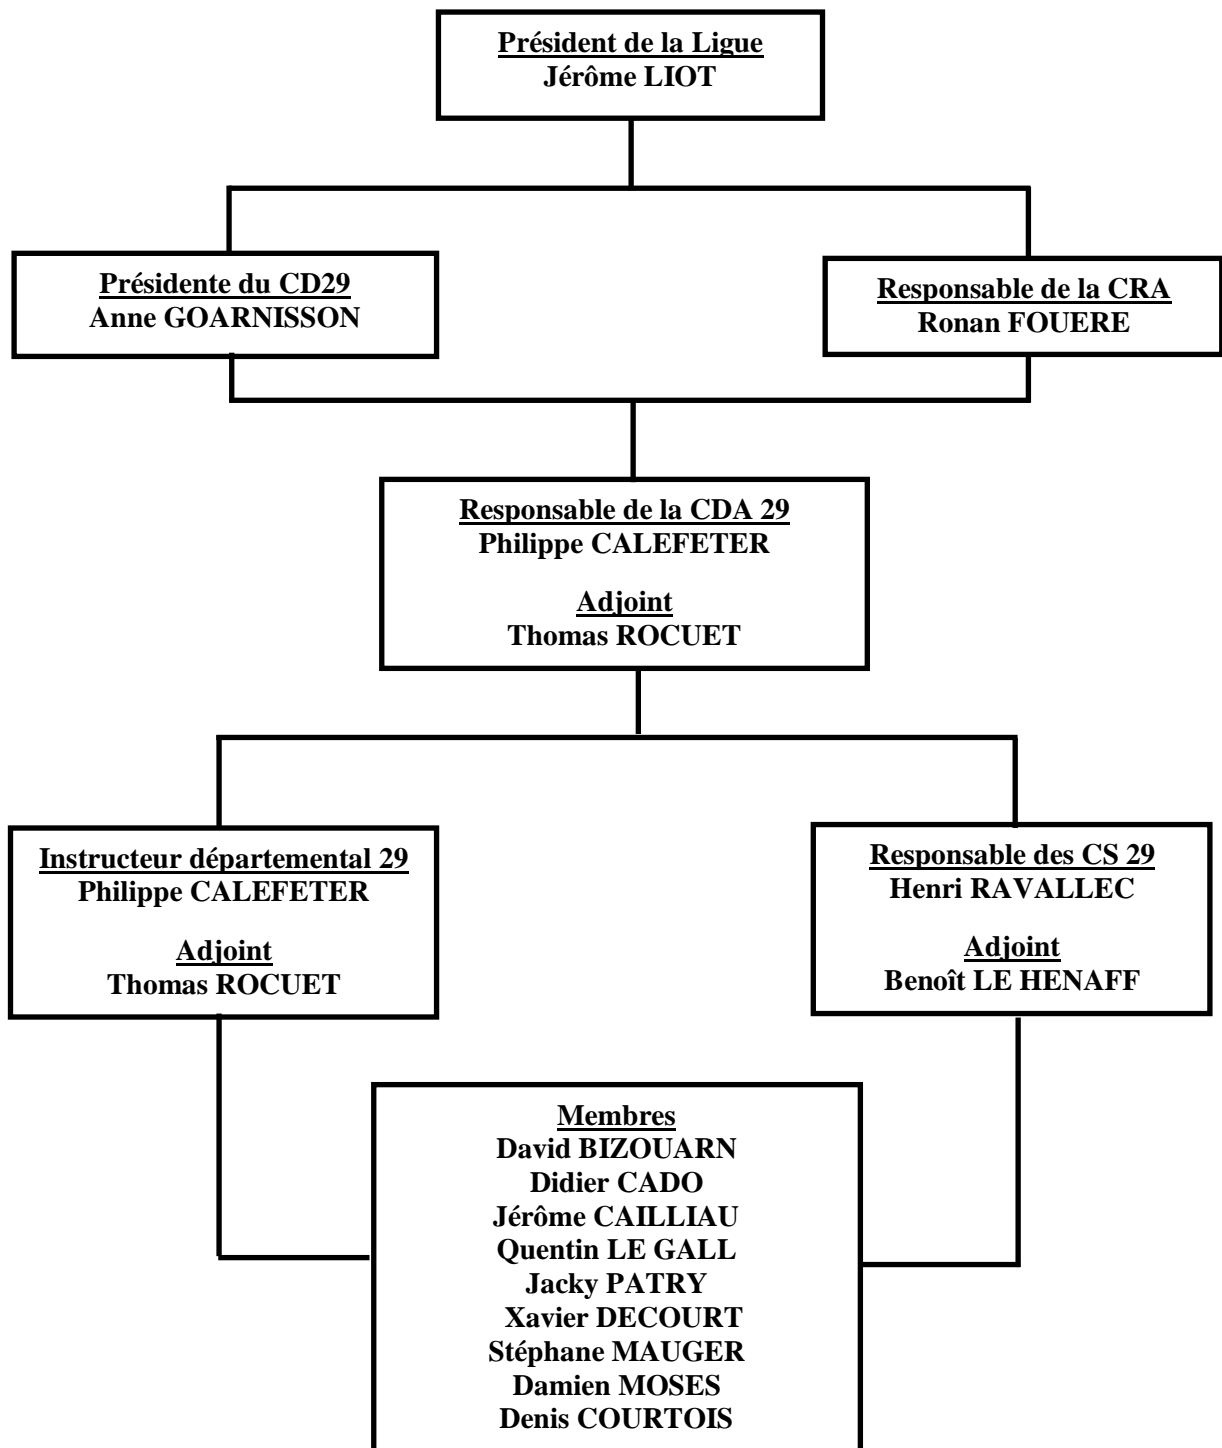 Président de la Ligue
Jérôme LIOT
Présidente du CD29
Anne GOARNISSON
Responsable de la CRA
Ronan FOUERE
Responsable de la CDA 29
Philippe CALEFETER
Adjoint
Thomas ROCUET
Instructeur départemental 29
Philippe CALEFETER
Adjoint
Thomas ROCUET
Responsable des CS 29
Henri RAVALLEC
Adjoint
Benoît LE HENAFF
Membres
David BIZOUARN
Didier CADO
Jérôme CAILLIAU
Quentin LE GALL
Jacky PATRY
Xavier DECOURT
Stéphane MAUGER
Damien MOSES
Denis COURTOIS